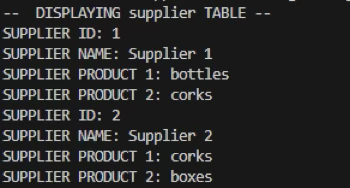 --  DISPLAYING supplier TABLE --
SUPPLIER ID: 1
SUPPLIER NAME: Supplier 1
SUPPLIER PRODUCT 1: bottles
SUPPLIER PRODUCT 2: corks
SUPPLIER ID: 2
SUPPLIER NAME: Supplier 2
SUPPLIER PRODUCT 1: corks
SUPPLIER PRODUCT 2: boxes